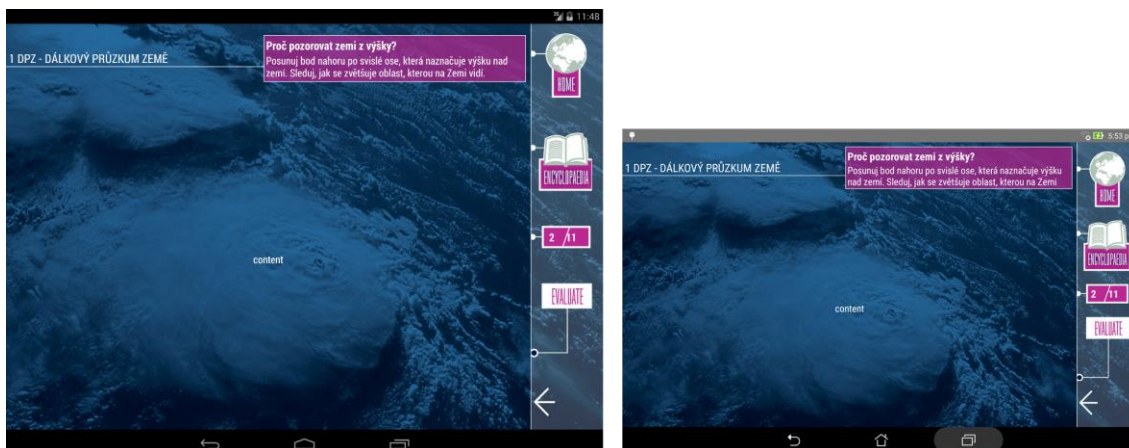 11:48
Proč pozorovat zemi z výšky?
1 DPZ - DÁLKOVÝ PRŮZKUM ZEMĚ
Posunuj bod nahoru po svislé ose, která naznačuje výšku nad
zemí. Sleduj, jak se zvětšuje oblast, kterou na Zemi vidí.
HOME
ENCYCLOPAEDIA
2 / 11
content
EVALUATE
5:53 p
Proč pozorovat zemi z výšky?
1 DPZ - DÁLKOVÝ PRŮZKUM ZEMĚ
Posunuj bod nahoru po svislé ose, která naznačuje výšku
nad zemí. Sleduj, jak se zvětšuje oblast, kterou na Zemi
HOME
ENCYCLOPAEDIA
2 / 11
content
EVALUATE